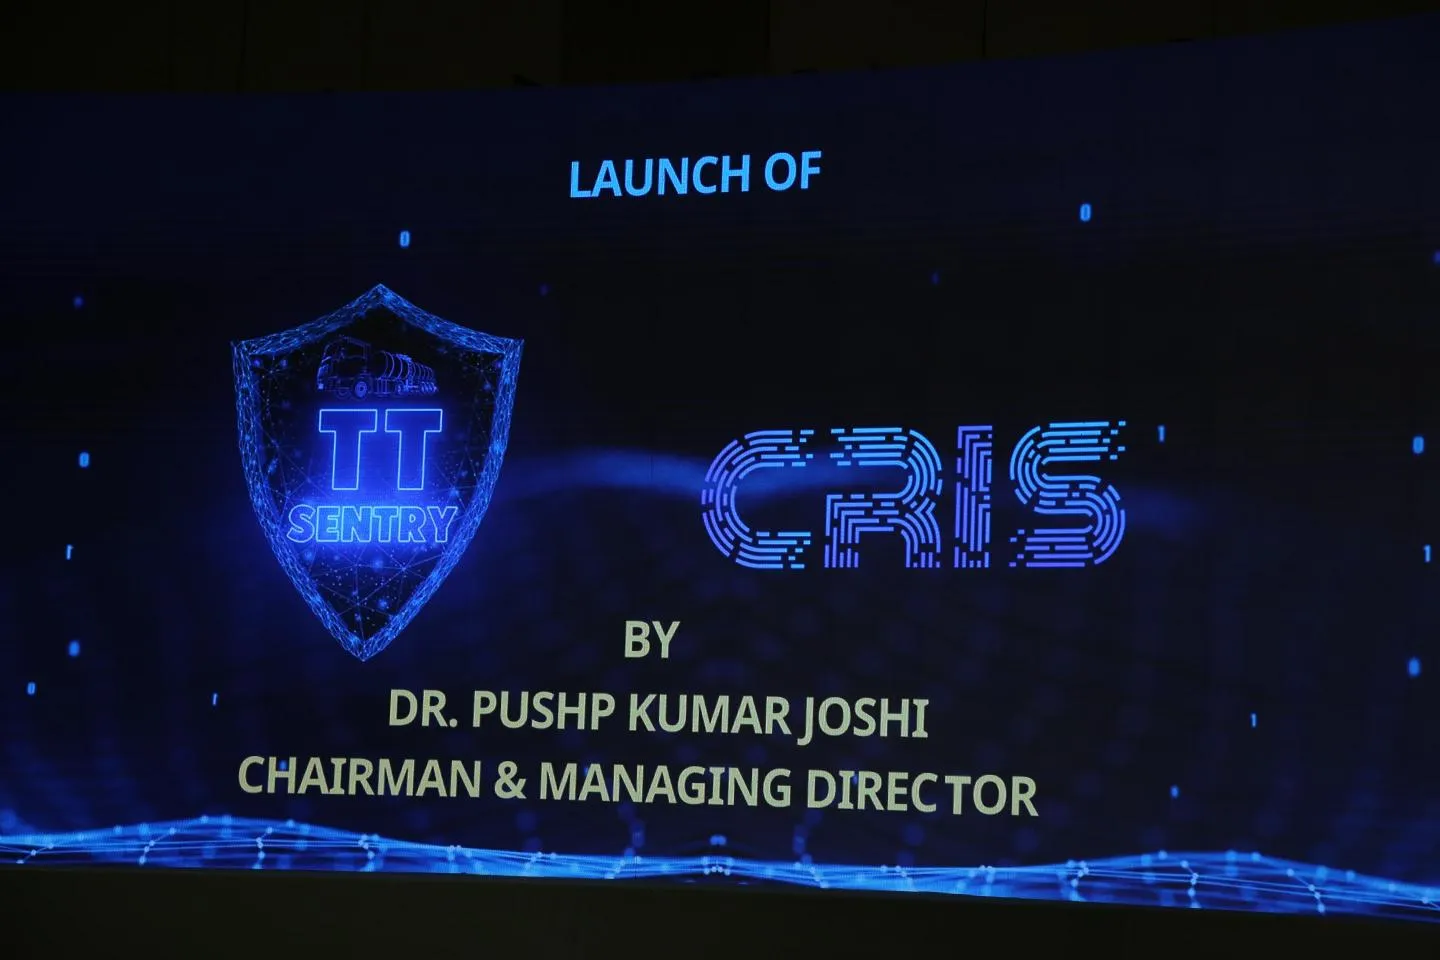 LAUNCH OF
TT
SENTRY
CRIS
BY
DR. PUSHP KUMAR JOSHI
CHAIRMAN & MANAGING DIRECTOR